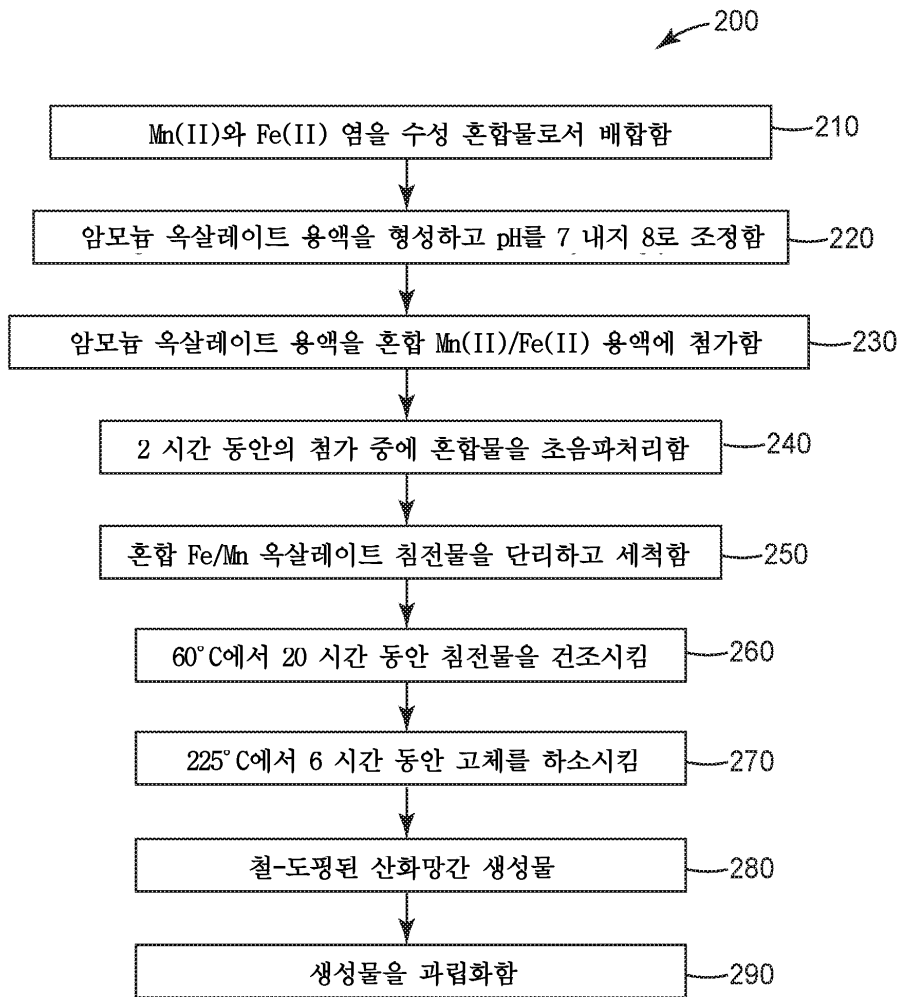 200
Mn(II)와 Fe(II) 염을 수성 혼합물로서 배합함
210
암모늄 옥살레이트 용액을 형성하고 pH를 7 내지 8로 조정함
220
암모늄 옥살레이트 용액을 혼합 Mn(II)/Fe(II) 용액에 첨가함
230
2 시간 동안의 첨가 중에 혼합물을 초음파처리함
240
혼합 Fe/Mn 옥살레이트 침전물을 단리하고 세척함
250
60°C에서 20 시간 동안 침전물을 건조시킴
260
225°C에서 6 시간 동안 고체를 하소시킴
270
철-도핑된 산화망간 생성물
280
생성물을 과립화함
290